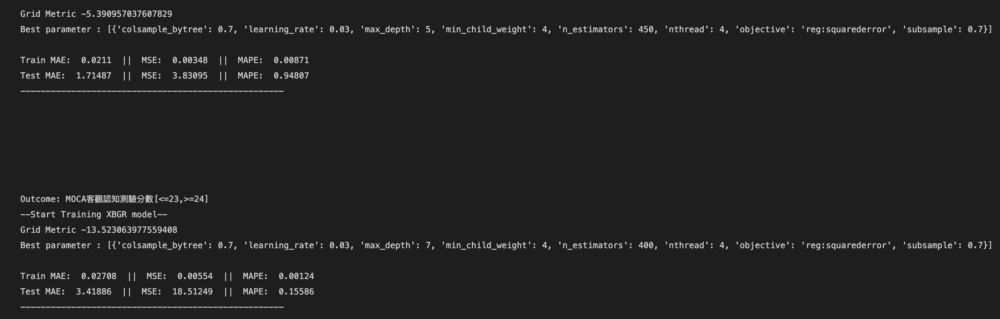 Grid Metric -5.390957037607829
Best parameter : [{'colsample_bytree': 0.7, 'learning_rate': 0.03, 'max_depth': 5, 'min_child_weight': 4, 'n_estimators': 450, 'nthread': 4, 'objective': 'reg:squarederror', 'subsample': 0.7}]
Train MAE:  0.0211  ||  MSE:  0.00348  ||  MAPE:  0.00871
Test MAE:  1.71487  ||  MSE:  3.83095  ||  MAPE:  0.94807
----------------------------------------------------
Outcome: MOCA客觀認知測驗分數[<=23,>=24]
--Start Training XBGR model--
Grid Metric -13.523063977559408
Best parameter : [{'colsample_bytree': 0.7, 'learning_rate': 0.03, 'max_depth': 7, 'min_child_weight': 4, 'n_estimators': 400, 'nthread': 4, 'objective': 'reg:squarederror', 'subsample': 0.7}]
Train MAE:  0.02708  ||  MSE:  0.00554  ||  MAPE:  0.00124
Test MAE:  3.41886  ||  MSE:  18.51249  ||  MAPE:  0.15586
----------------------------------------------------